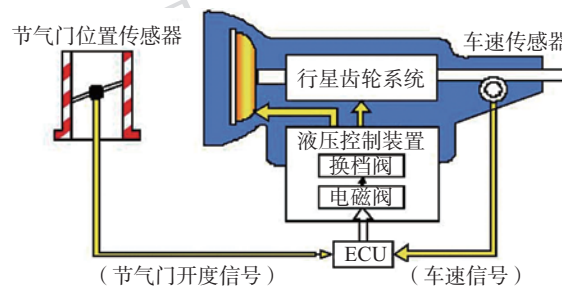 节气门位置传感器
车速传感器
行星齿轮系统
液压控制装置
换档阀
电磁阀
ECU
（节气门开度信号）
（车速信号）